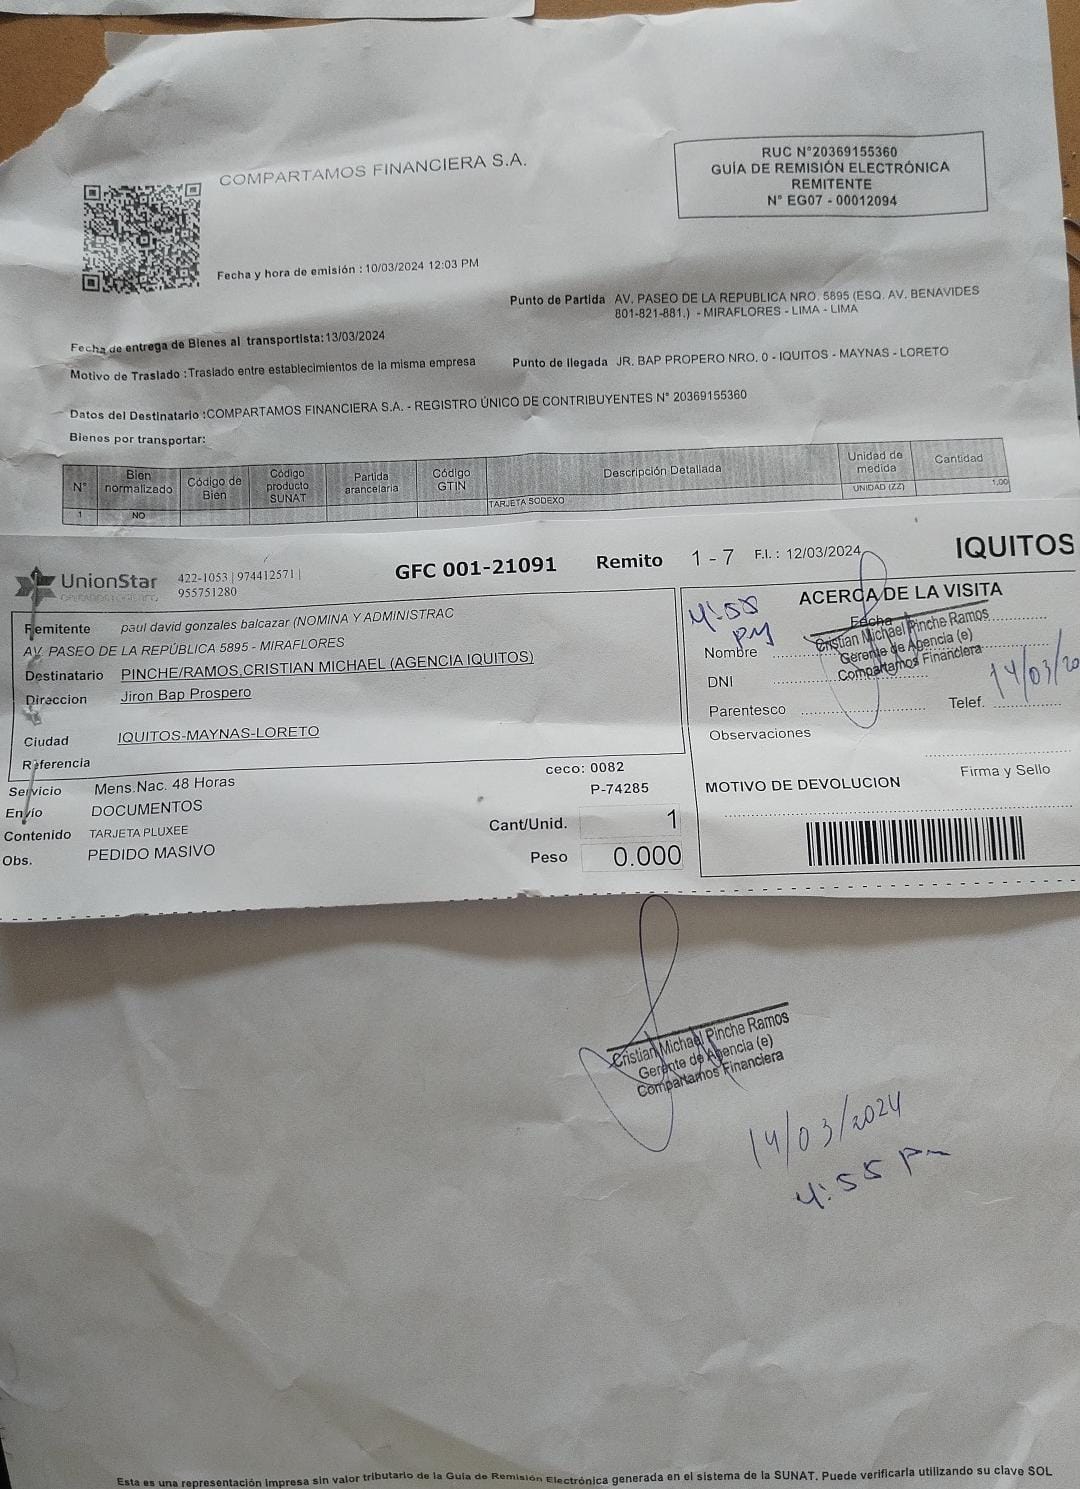 COMPARTAMOS FINANCIERA S.A.
RUC N°20369155360
GUÍA DE REMISIÓN ELECTRÓNICA
REMITENTE
N° EG07 - 00012094
Fecha y hora de emisión : 10/03/2024 12:03 PM
Punto de Partida AV. PASEO DE LA REPUBLICA NRO. 5895 (ESQ. AV. BENAVIDES
801-821-881.) - MIRAFLORES - LIMA - LIMA
Fecha de entrega de Bienes al transportista:13/03/2024
Motivo de Traslado :Traslado entre establecimientos de la misma empresa
Punto de llegada JR. BAP PROPERO NRO. 0 - IQUITOS - MAYNAS - LORETO
Datos del Destinatario :COMPARTAMOS FINANCIERA S.A. - REGISTRO ÚNICO DE CONTRIBUYENTES N° 20369155360
Bienes por transportar:
N° Bien normalizado Código de Bien Código producto SUNAT Partida arancelaria Código GTIN Descripción Detallada Unidad de medida Cantidad
1 NO TARJETA SODEXO UNIDAD (ZZ) 1,00
UnionStar
422-1053 | 974412571 |
955751280
GFC 001-21091 Remito 1 - 7 F.I. : 12/03/2024 IQUITOS
Remitente paul david gonzales balcazar (NOMINA Y ADMINISTRAC
AV. PASEO DE LA REPÚBLICA 5895 - MIRAFLORES
Destinatario PINCHE/RAMOS,CRISTIAN MICHAEL (AGENCIA IQUITOS)
Direccion Jiron Bap Prospero
Ciudad IQUITOS-MAYNAS-LORETO
Referencia
Servicio Mens.Nac. 48 Horas
Envío DOCUMENTOS
Contenido TARJETA PLUXEE
Obs. PEDIDO MASIVO
ceco: 0082
P-74285
Cant/Unid. 1
Peso 0.000
ACERCA DE LA VISITA
4:55
PM
Fecha
Cristian Michael Pinche Ramos
Gerente de Agencia (e)
Compartamos Financiera
Nombre
DNI
14/03/20
Parentesco Telef.
Observaciones
Firma y Sello
MOTIVO DE DEVOLUCION
Cristian Michael Pinche Ramos
Gerente de Agencia (e)
Compartamos Financiera
14/03/2024
4:55 Pm
Esta es una representación impresa sin valor tributario de la Guía de Remisión Electrónica generada en el sistema de la SUNAT. Puede verificarla utilizando su clave SOL